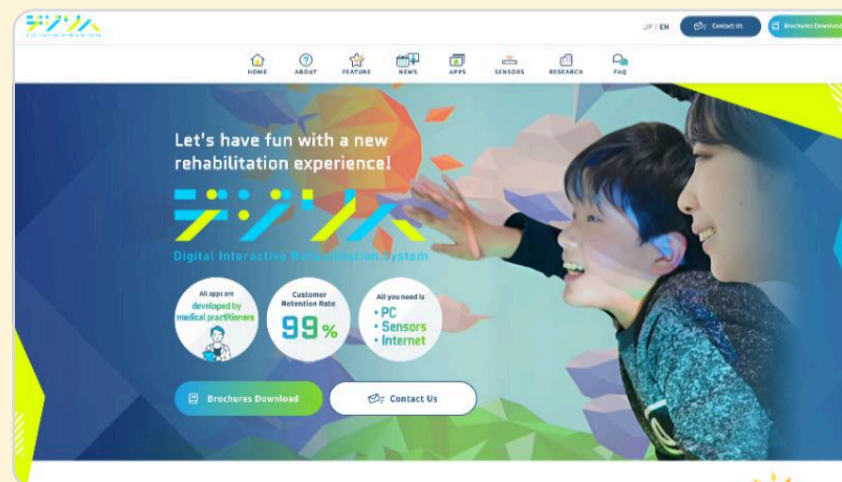 デジリハ
JP / EN
Contact Us
Brochures Download
HOME
ABOUT
FEATURE
NEWS
APPS
SENSORS
RESEARCH
FAQ
Let's have fun with a new
rehabilitation experience!
デジリハ
Digital Interactive Rehabilitation System
All apps are
developed by
medical practitioners
Customer
Retention Rate
99%
All you need is
・PC
・Sensors
・Internet
Brochures Download
Contact Us